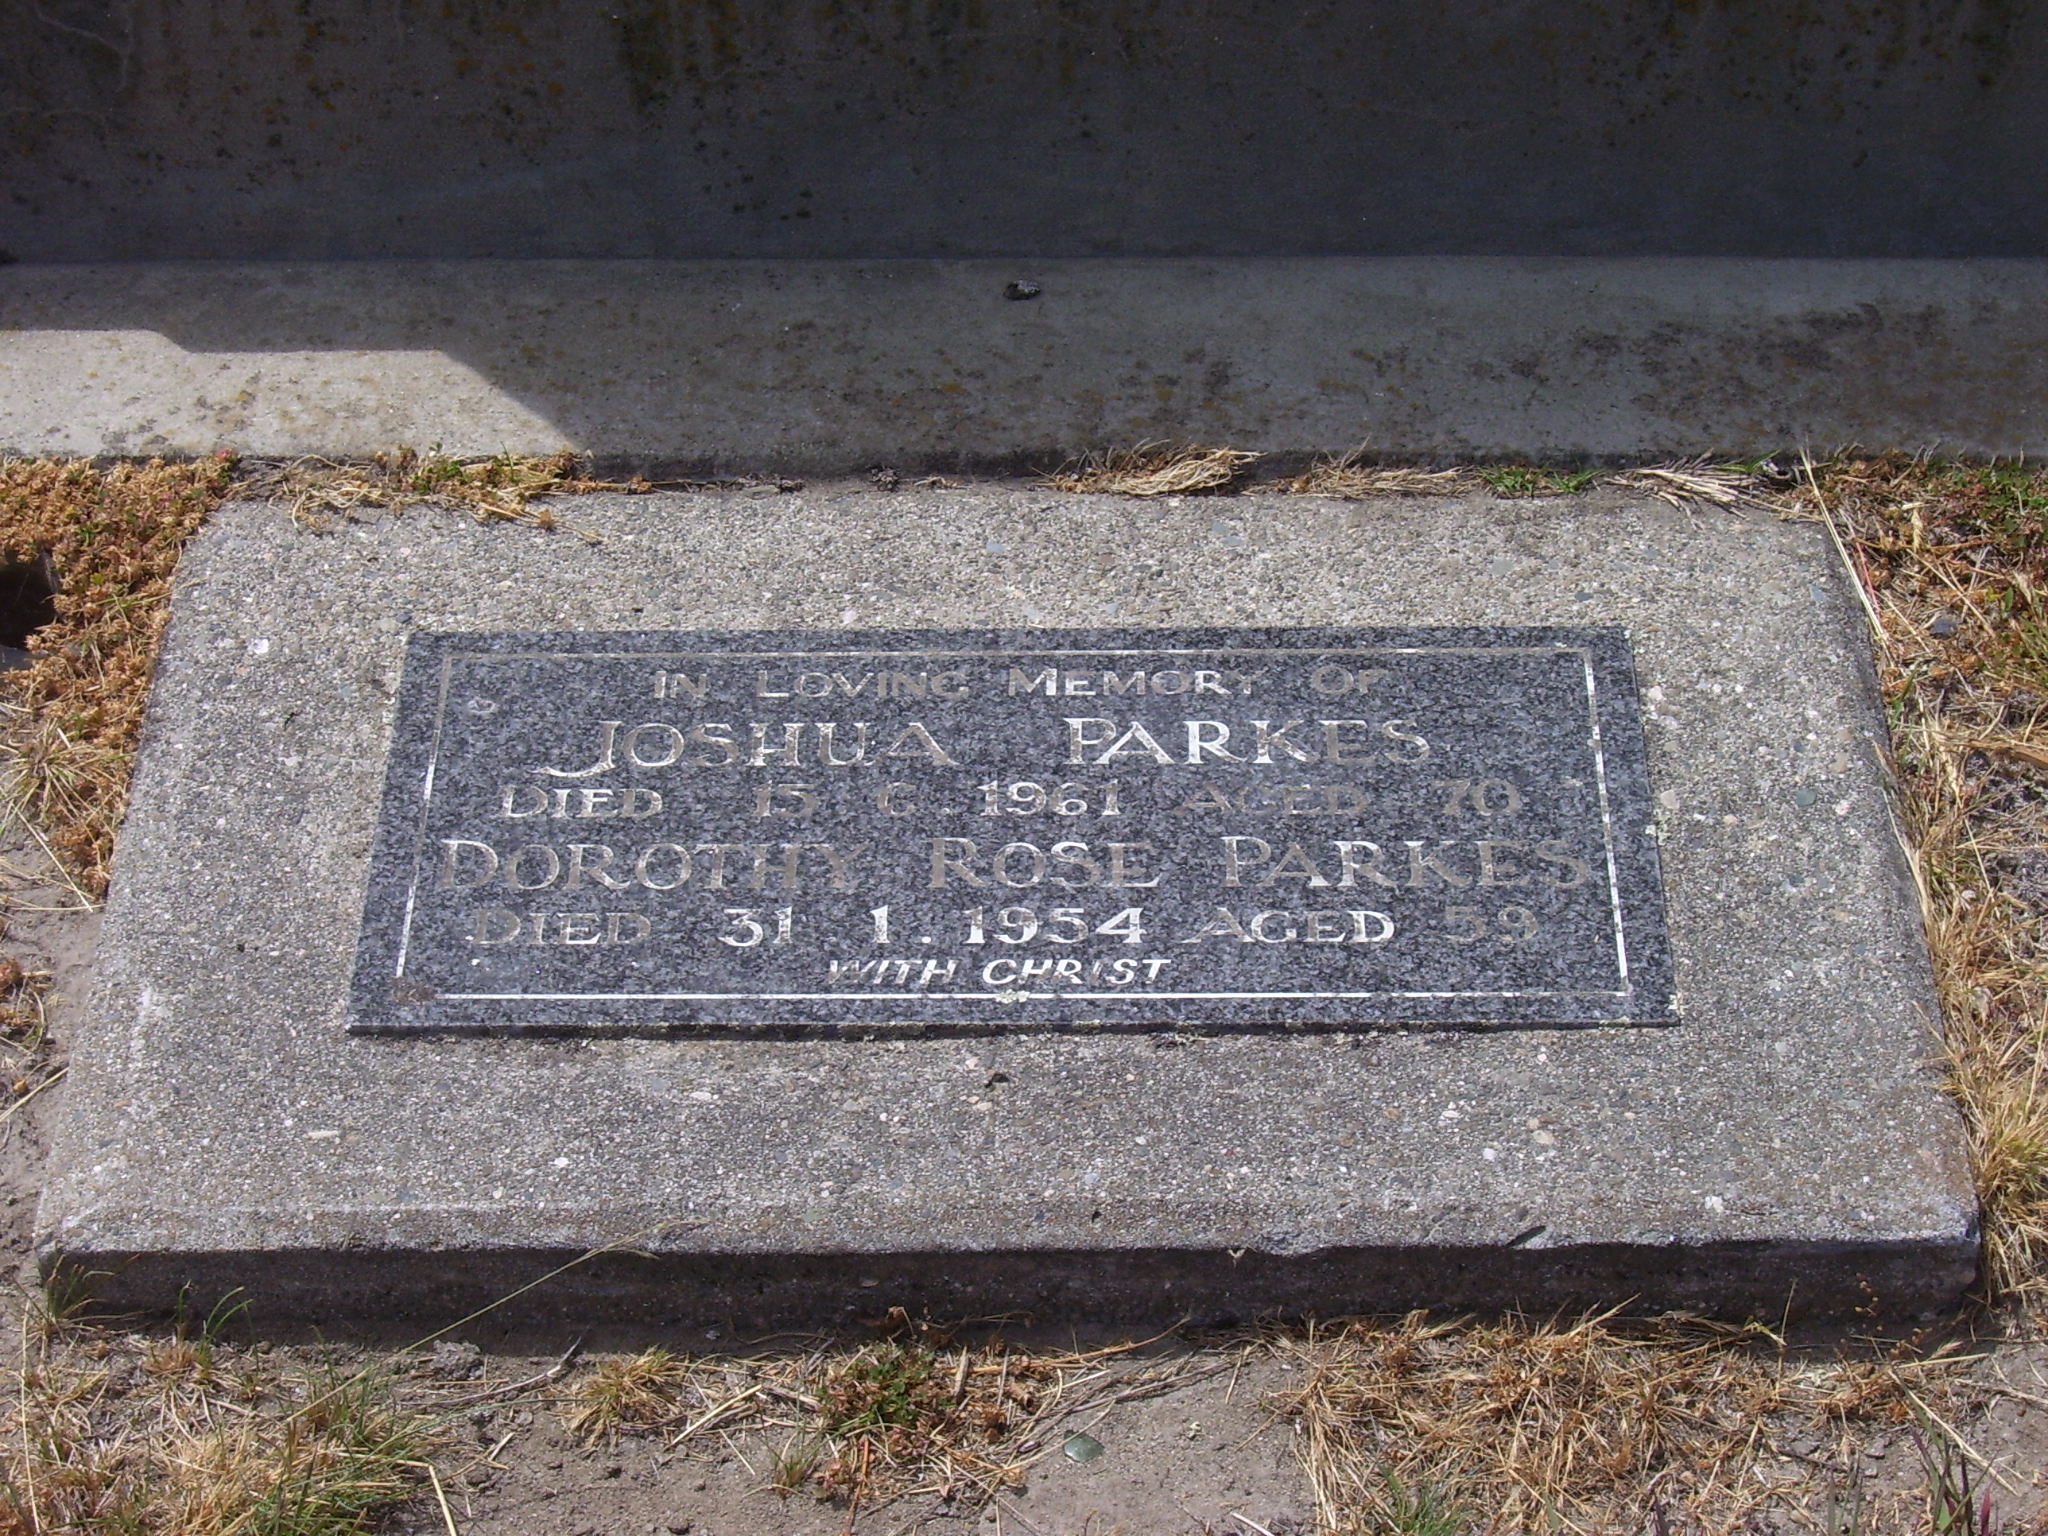 IN LOVING MEMORY OF
JOSHUA PARKES
DIED 15 6.1961 AGED 70
DOROTHY ROSE PARKES
DIED 31 1.1954 AGED 59
WITH CHRIST